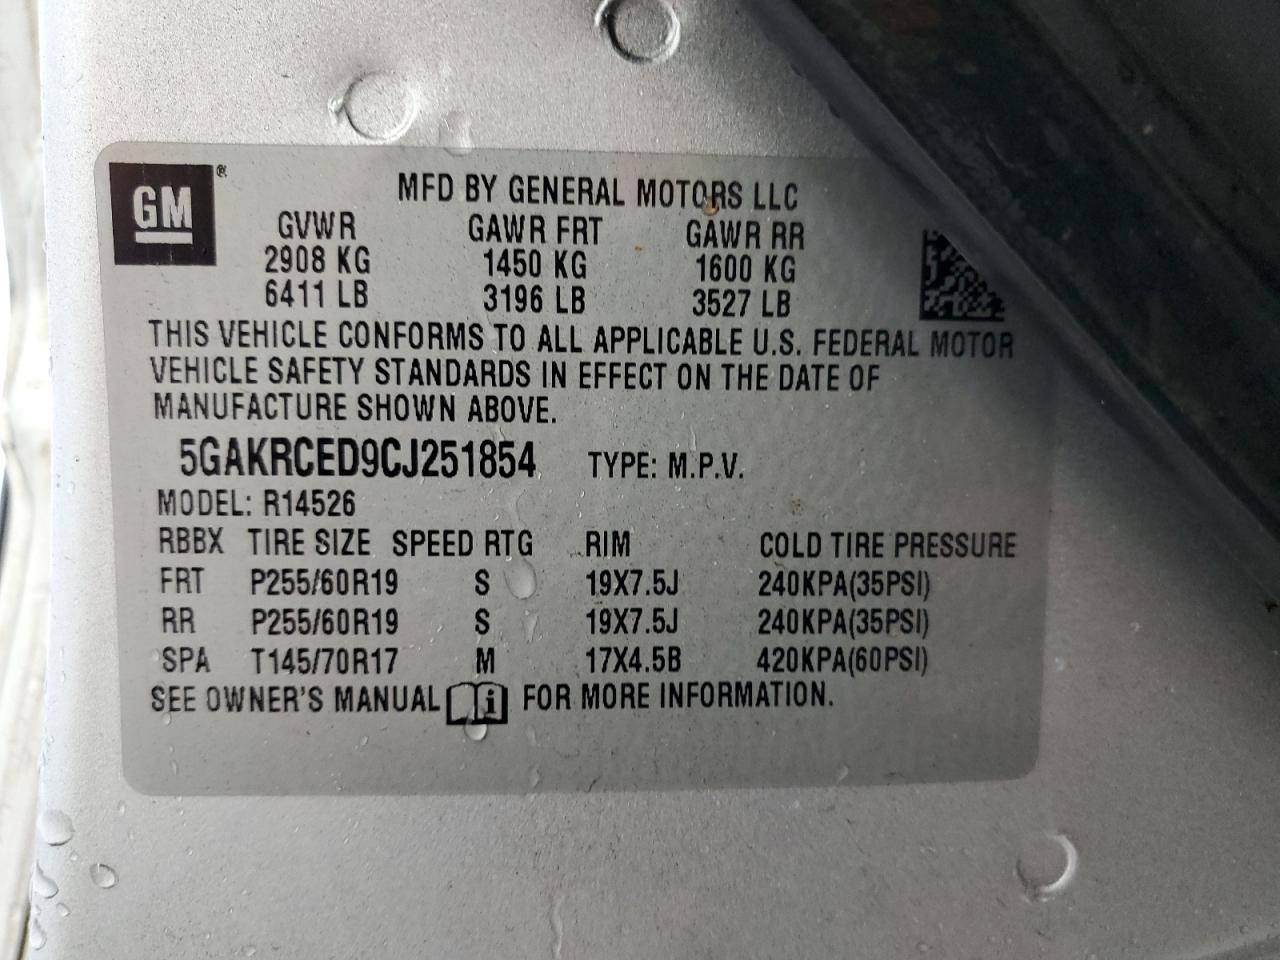 GM ®
MFD BY GENERAL MOTORS LLC
GVWR GAWR FRT GAWR RR
2908 KG 1450 KG 1600 KG
6411 LB 3196 LB 3527 LB
THIS VEHICLE CONFORMS TO ALL APPLICABLE U.S. FEDERAL MOTOR
VEHICLE SAFETY STANDARDS IN EFFECT ON THE DATE OF
MANUFACTURE SHOWN ABOVE.
5GAKRCED9CJ251854 TYPE: M.P.V.
MODEL: R14526
RBBX TIRE SIZE SPEED RTG RIM COLD TIRE PRESSURE
FRT P255/60R19 S 19X7.5J 240KPA(35PSI)
RR P255/60R19 S 19X7.5J 240KPA(35PSI)
SPA T145/70R17 M 17X4.5B 420KPA(60PSI)
SEE OWNER'S MANUAL i FOR MORE INFORMATION.